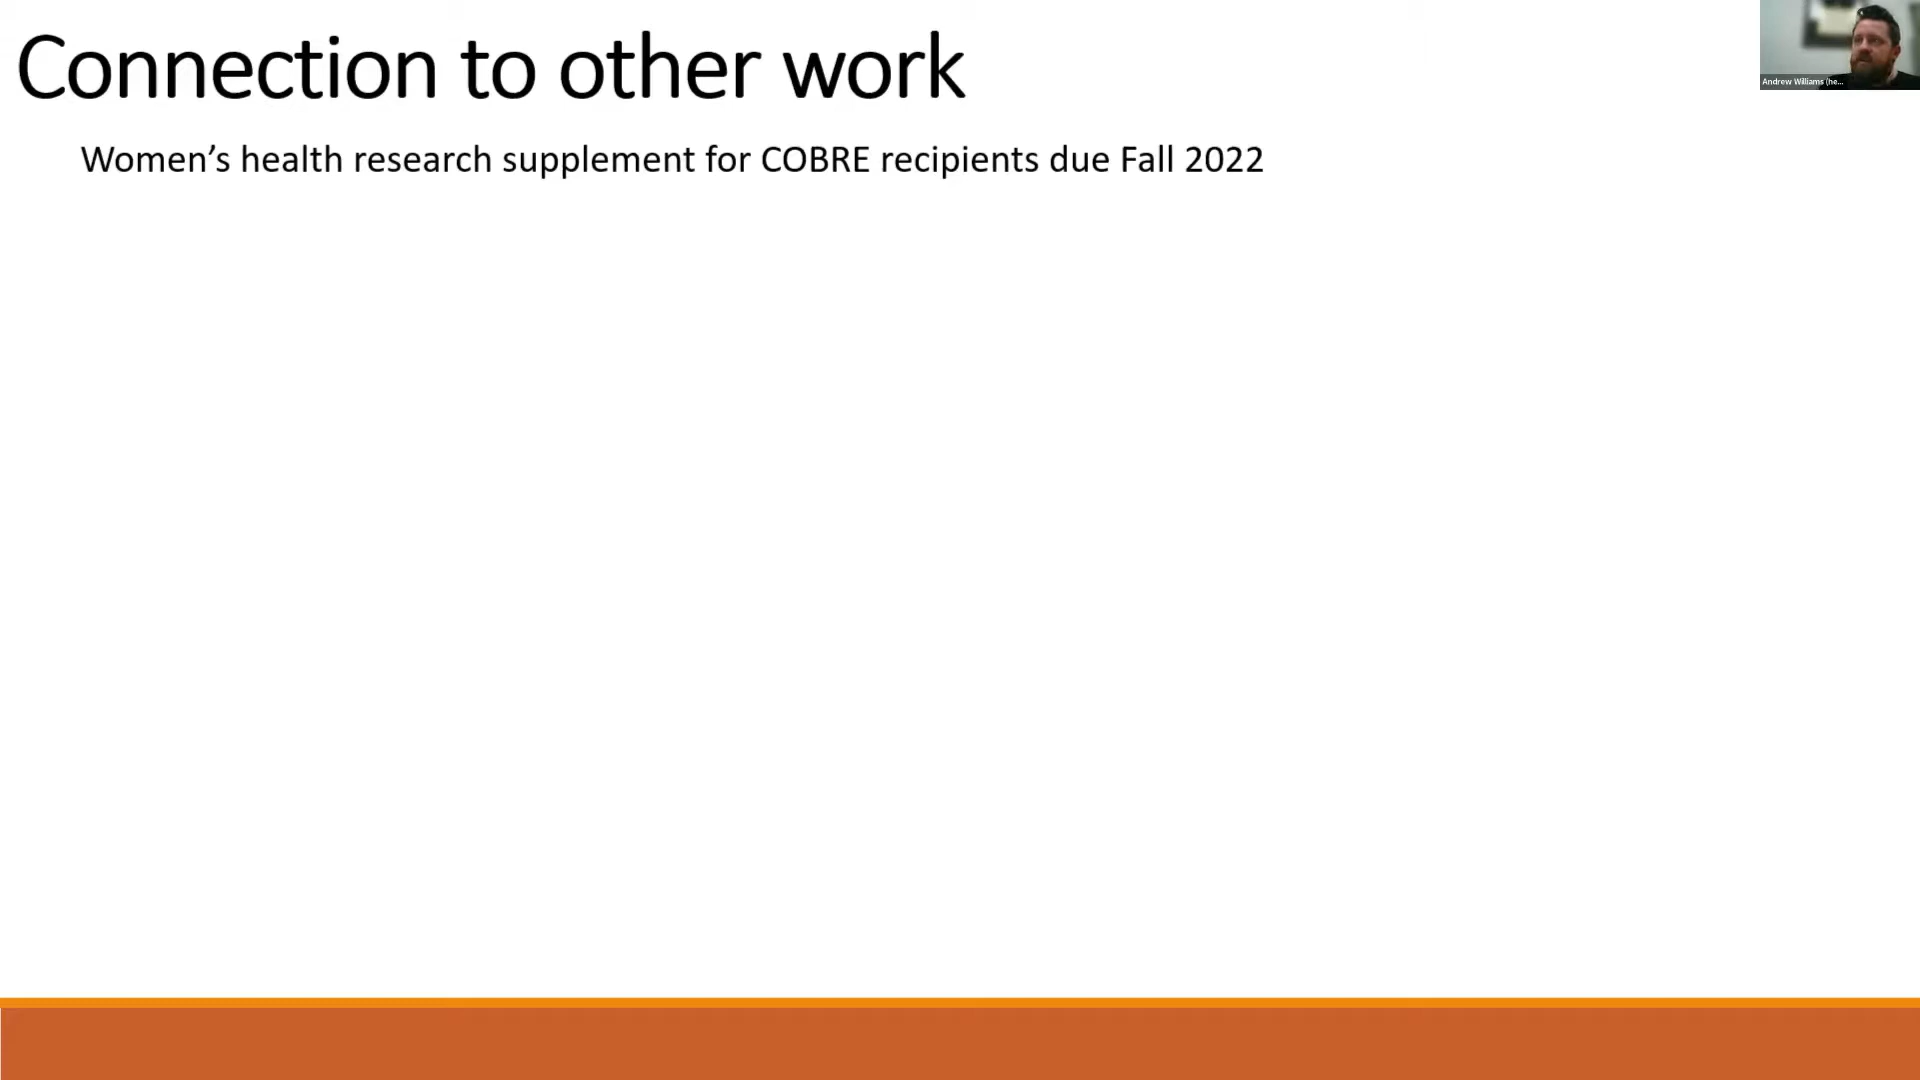 Connection to other work
Women’s health research supplement for COBRE recipients due Fall 2022
Andrew Williams (he...